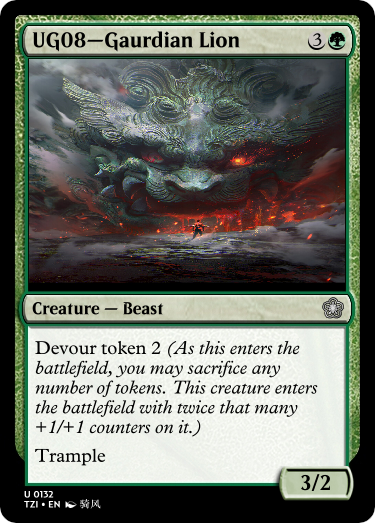 UG08—Gaurdian Lion 3
Creature — Beast
Devour token 2 (As this enters the
battlefield, you may sacrifice any
number of tokens. This creature enters
the battlefield with twice that many
+1/+1 counters on it.)
Trample
3/2
U 0132
TZI • EN 骑风